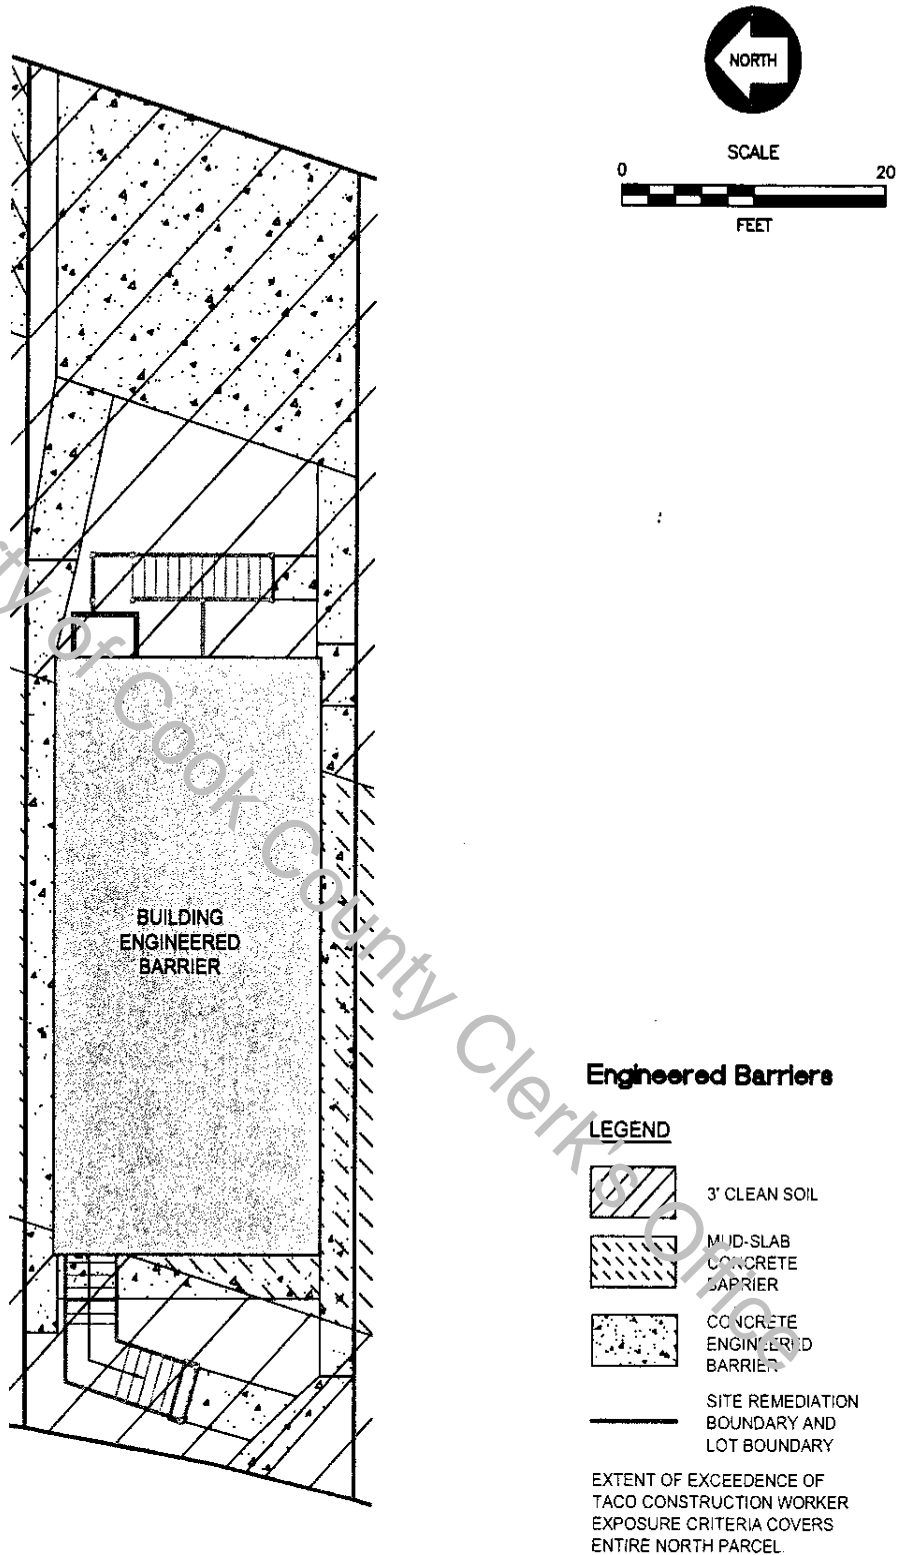 NORTH
SCALE
0 20
FEET
BUILDING
ENGINEERED
BARRIER
Engineered Barriers
LEGEND
3' CLEAN SOIL
MUD-SLAB
CONCRETE
BARRIER
CONCRETE
ENGINEERED
BARRIER
SITE REMEDIATION
BOUNDARY AND
LOT BOUNDARY
EXTENT OF EXCEEDENCE OF
TACO CONSTRUCTION WORKER
EXPOSURE CRITERIA COVERS
ENTIRE NORTH PARCEL.
rty of Cook County Clerk's Office